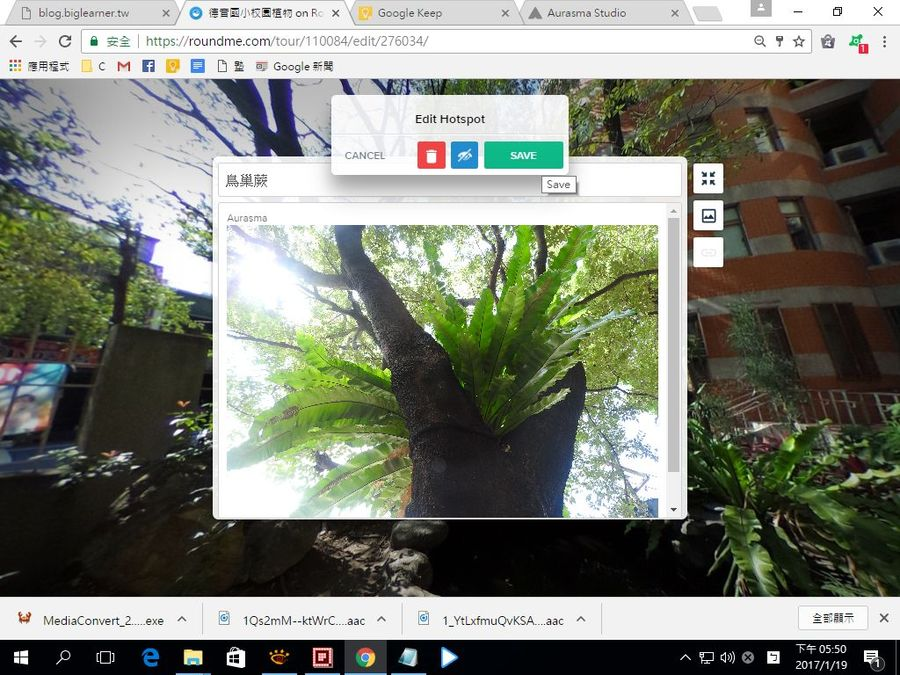 blog.biglearner.tw
德音國小校園植物 on Ro
Google Keep
Aurasma Studio
安全 https://roundme.com/tour/110084/edit/276034/
1
應用程式 C 塾 Google 新聞
Edit Hotspot
CANCEL SAVE
Save
鳥巢蕨
Aurasma
MediaConvert_2.....exe
1Qs2mM--ktWrC....aac
1_YtLxfmuQvKSA....aac
全部顯示
下午 05:50
2017/1/19
1